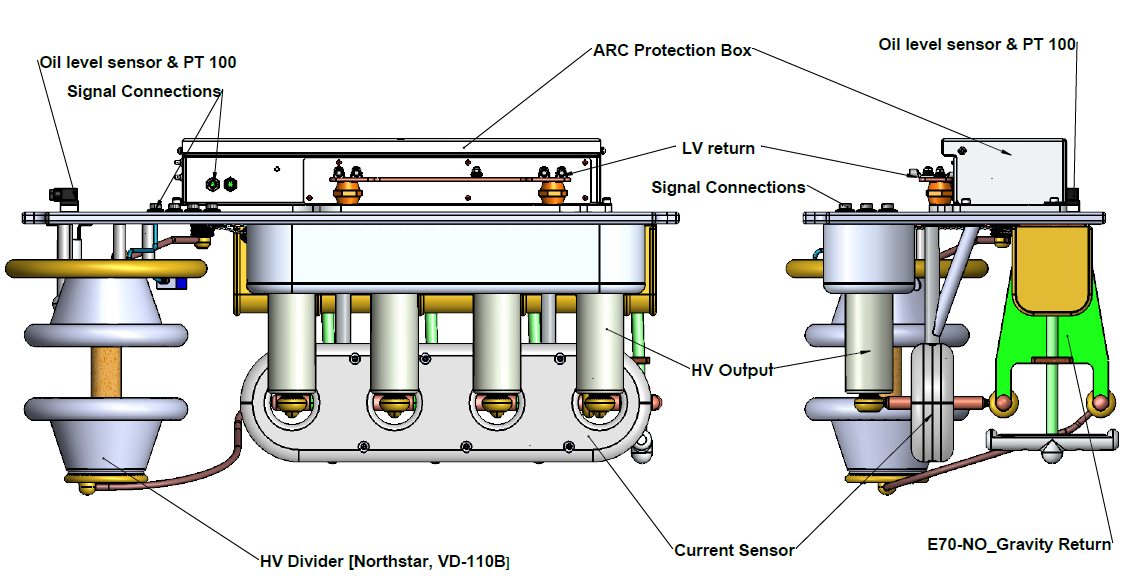 Oil level sensor & PT 100
Signal Connections
ARC Protection Box
Oil level sensor & PT 100
LV return
Signal Connections
HV Output
HV Divider [Northstar, VD-110B]
Current Sensor
E70-NO_Gravity Return